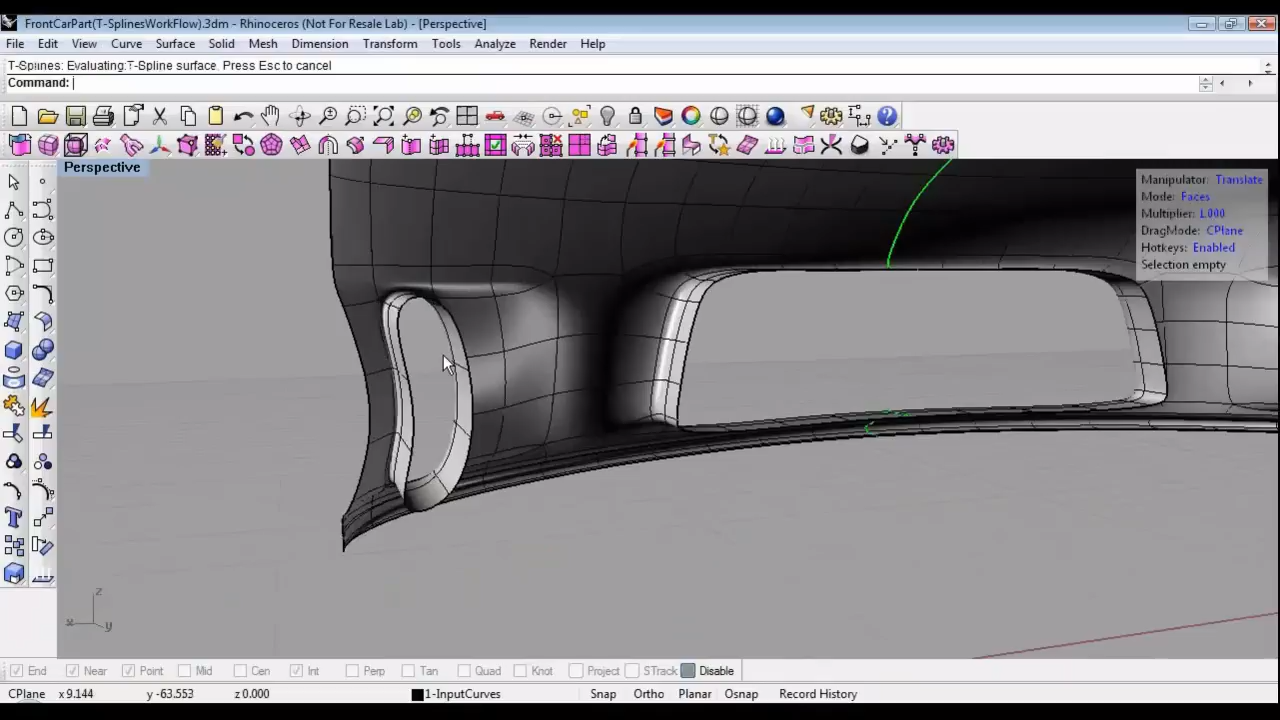 FrontCarPart(T-SplinesWorkFlow).3dm - Rhinoceros (Not For Resale Lab) - [Perspective]
File Edit View Curve Surface Solid Mesh Dimension Transform Tools Analyze Render Help
T-Splines: Evaluating:T-Spline surface. Press Esc to cancel
Command:
Perspective
Manipulator: Translate
Mode: Faces
Multiplier: 1.000
DragMode: CPlane
Hotkeys: Enabled
Selection empty
z
x y
End Near Point Mid Cen Int Perp Tan Quad Knot Project STrack Disable
CPlane x 9.144 y -63.553 z 0.000 1-InputCurves Snap Ortho Planar Osnap Record History